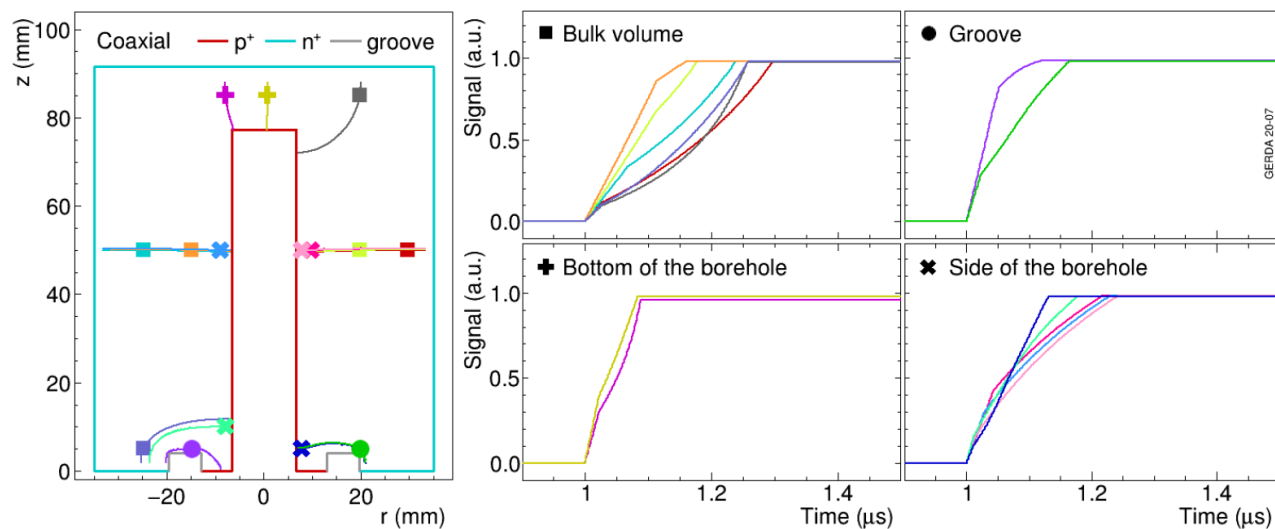 Coaxial p+ n+ groove
z (mm)
100
80
60
40
20
0
−20 0 20
r (mm)
Bulk volume
Signal (a.u.)
1.0
0.5
0.0
Groove
GERDA 20-07
Bottom of the borehole
Signal (a.u.)
1.0
0.5
0.0
1 1.2 1.4
Time (μs)
Side of the borehole
1 1.2 1.4
Time (μs)